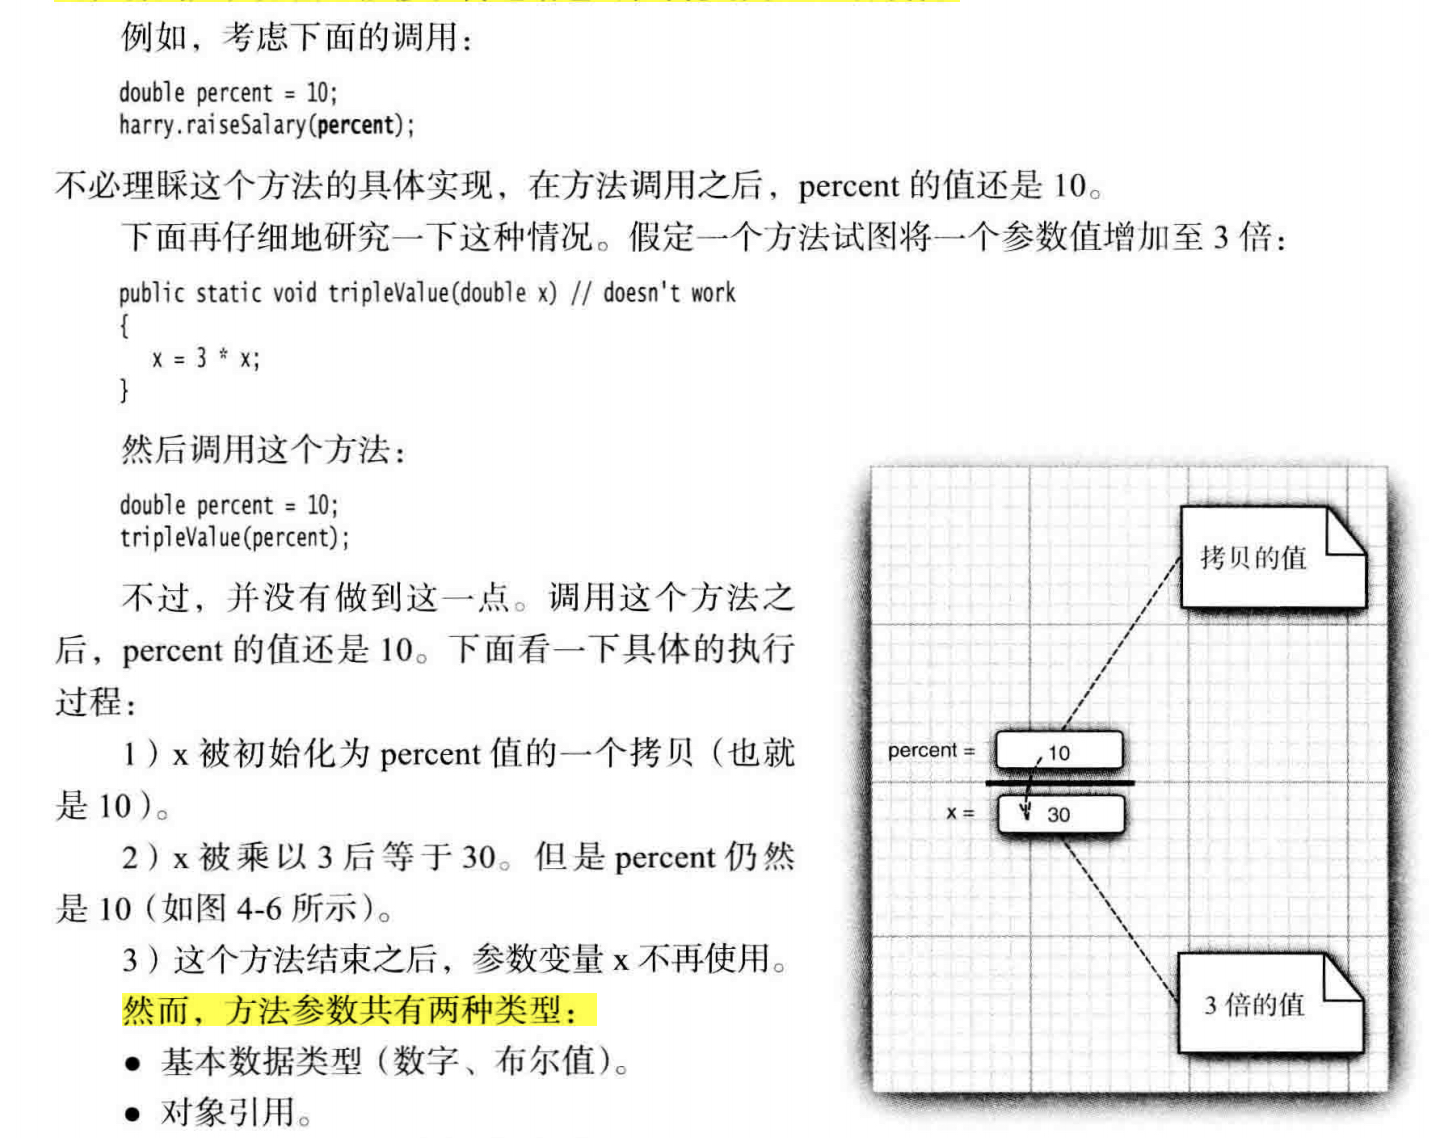 例如，考虑下面的调用：
double percent = 10;
harry.raiseSalary(percent);
不必理睬这个方法的具体实现，在方法调用之后，percent 的值还是 10。
下面再仔细地研究一下这种情况。假定一个方法试图将一个参数值增加至 3 倍：
public static void tripleValue(double x) // doesn't work
{
x = 3 * x;
}
然后调用这个方法：
double percent = 10;
tripleValue(percent);
不过，并没有做到这一点。调用这个方法之
后，percent 的值还是 10。下面看一下具体的执行
过程：
1）x 被初始化为 percent 值的一个拷贝（也就
是 10）。
2）x 被乘以 3 后等于 30。但是 percent 仍然
是 10（如图 4-6 所示）。
3）这个方法结束之后，参数变量 x 不再使用。
然而，方法参数共有两种类型：
● 基本数据类型（数字、布尔值）。
● 对象引用。
拷贝的值
percent = 10
x = 30
3 倍的值